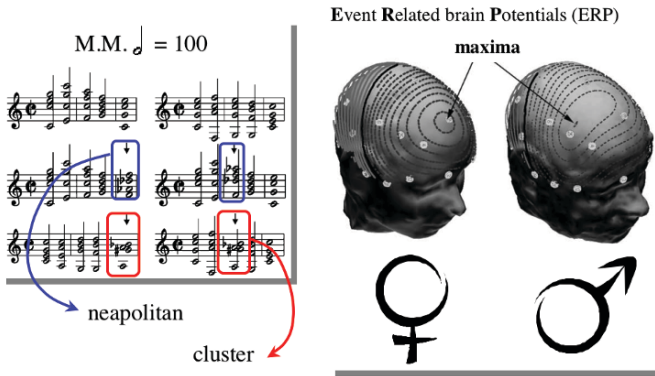 M.M. 𝅗𝅥 = 100
neapolitan
cluster
Event Related brain Potentials (ERP)
maxima